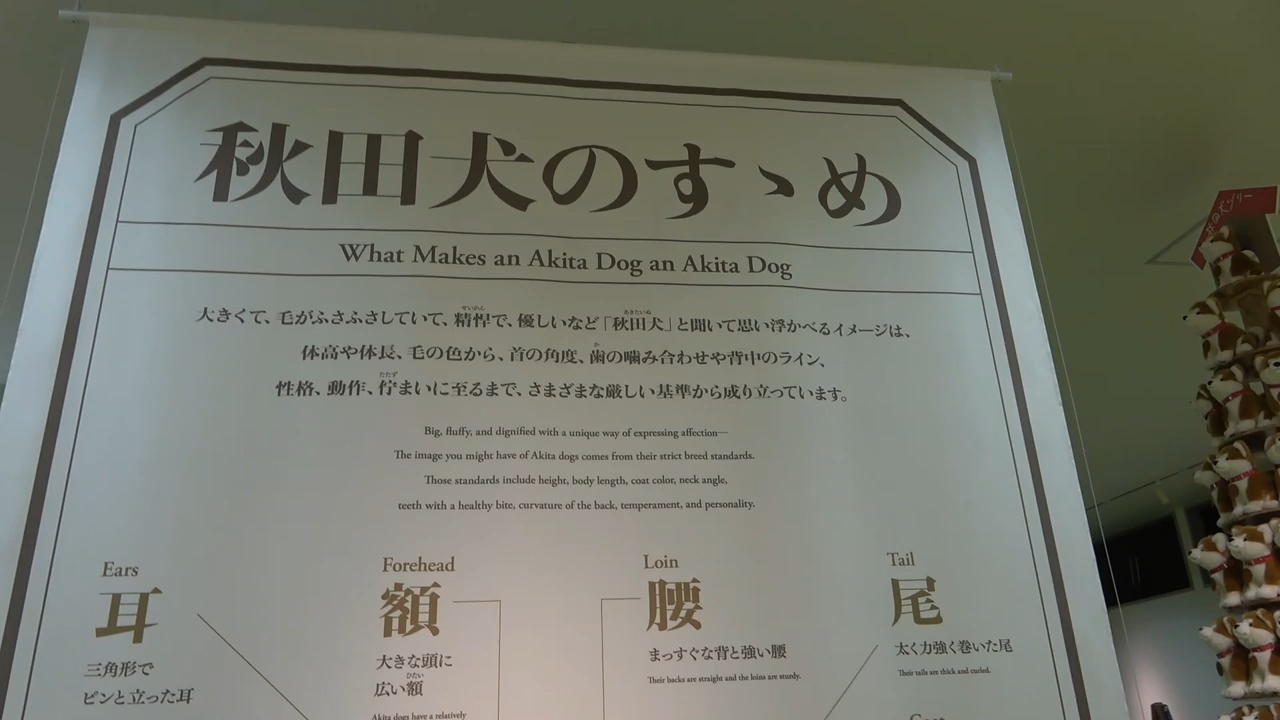 秋田犬のすゝめ
What Makes an Akita Dog an Akita Dog
大きくて、毛がふさふさしていて、精悍で、優しいなど「秋田犬」と聞いて思い浮かべるイメージは、
体高や体長、毛の色から、首の角度、歯の噛み合わせや背中のライン、
性格、動作、佇まいに至るまで、さまざまな厳しい基準から成り立っています。
Big, fluffy, and dignified with a unique way of expressing affection—
The image you might have of Akita dogs comes from their strict breed standards.
Those standards include height, body length, coat color, neck angle,
teeth with a healthy bite, curvature of the back, temperament, and personality.
Ears
耳
三角形で
ピンと立った耳
Forehead
額
大きな頭に
広い額
Akita dogs have a relatively
Loin
腰
まっすぐな背と強い腰
Their backs are straight and the loins are sturdy.
Tail
尾
太く力強く巻いた尾
Their tails are thick and curled.
Coat